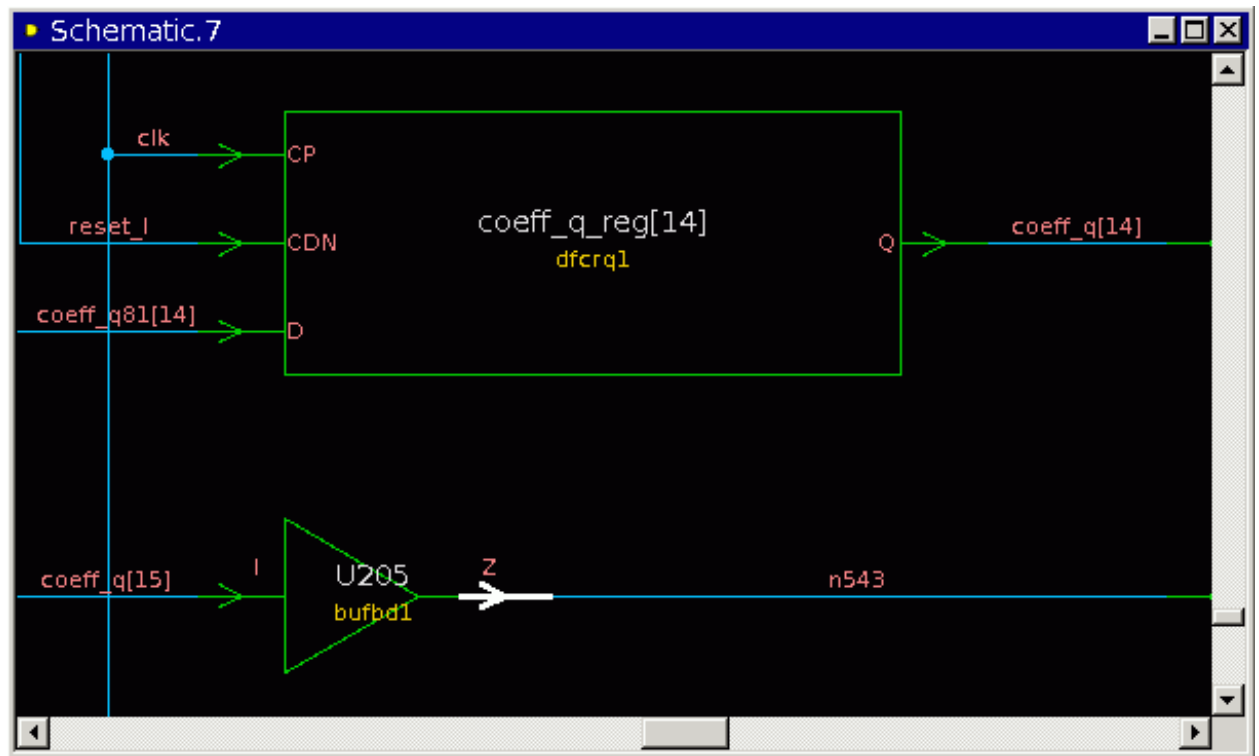 Schematic.7
clk
CP
reset_l
CDN
coeff_q_reg[14]
dfcrq1
Q
coeff_q[14]
coeff_q81[14]
D
coeff_q[15]
I
U205
bufbd1
Z
n543